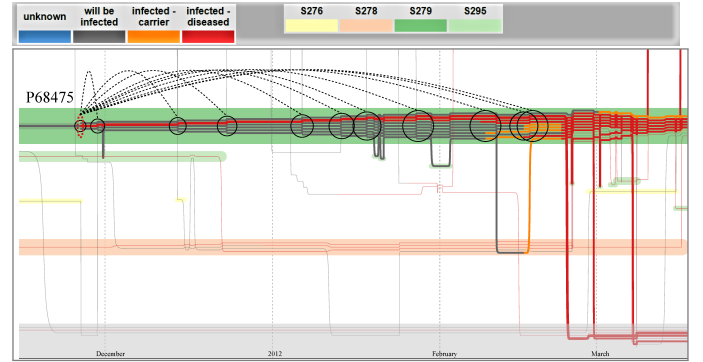 unknown
will be infected
infected - carrier
infected - diseased
S276 S278 S279 S295
P68475
December 2012 February March